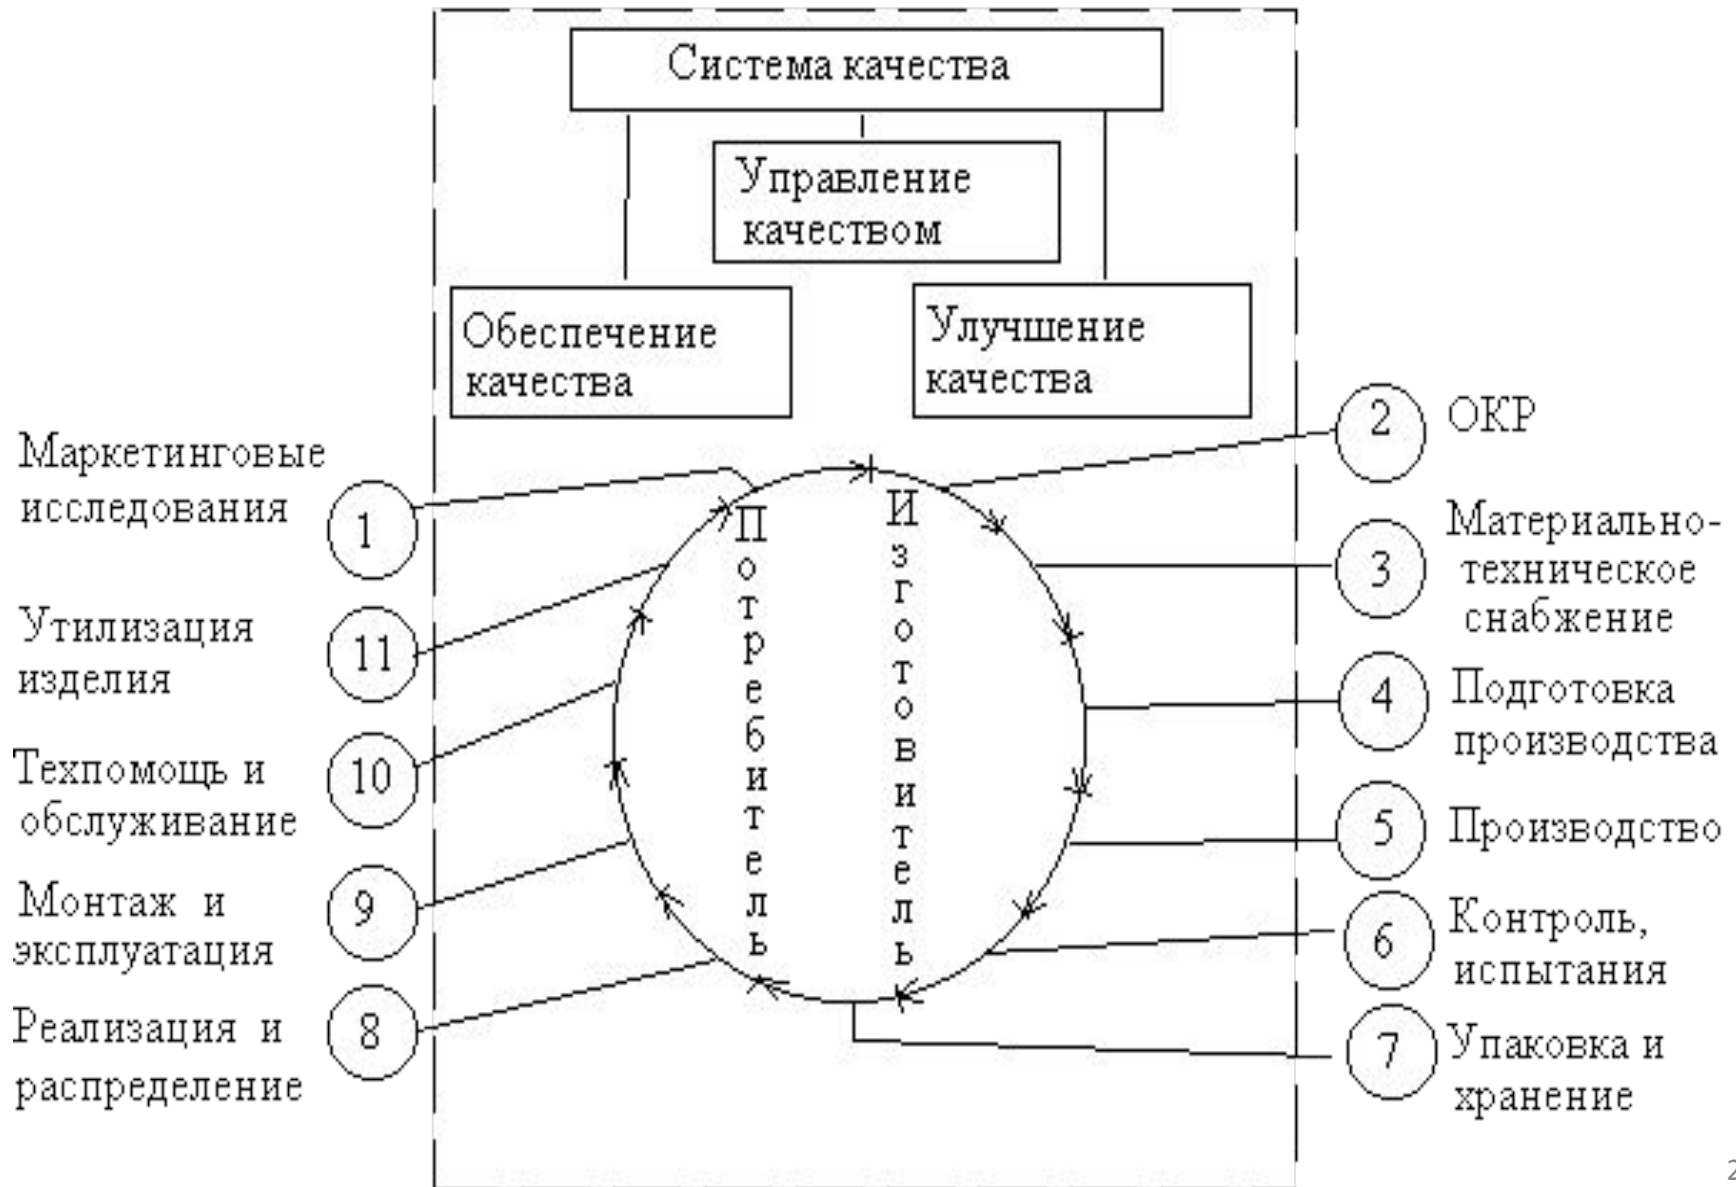 Система качества
Управление
качеством
Обеспечение
качества
Улучшение
качества
Маркетинговые
исследования
1
Утилизация
изделия
11
Техпомощь и
обслуживание
10
Монтаж и
эксплуатация
9
Реализация и
распределение
8
Потребитель
Изготовитель
2
ОКР
3
Материально-
техническое
снабжение
4
Подготовка
производства
5
Производство
6
Контроль,
испытания
7
Упаковка и
хранение